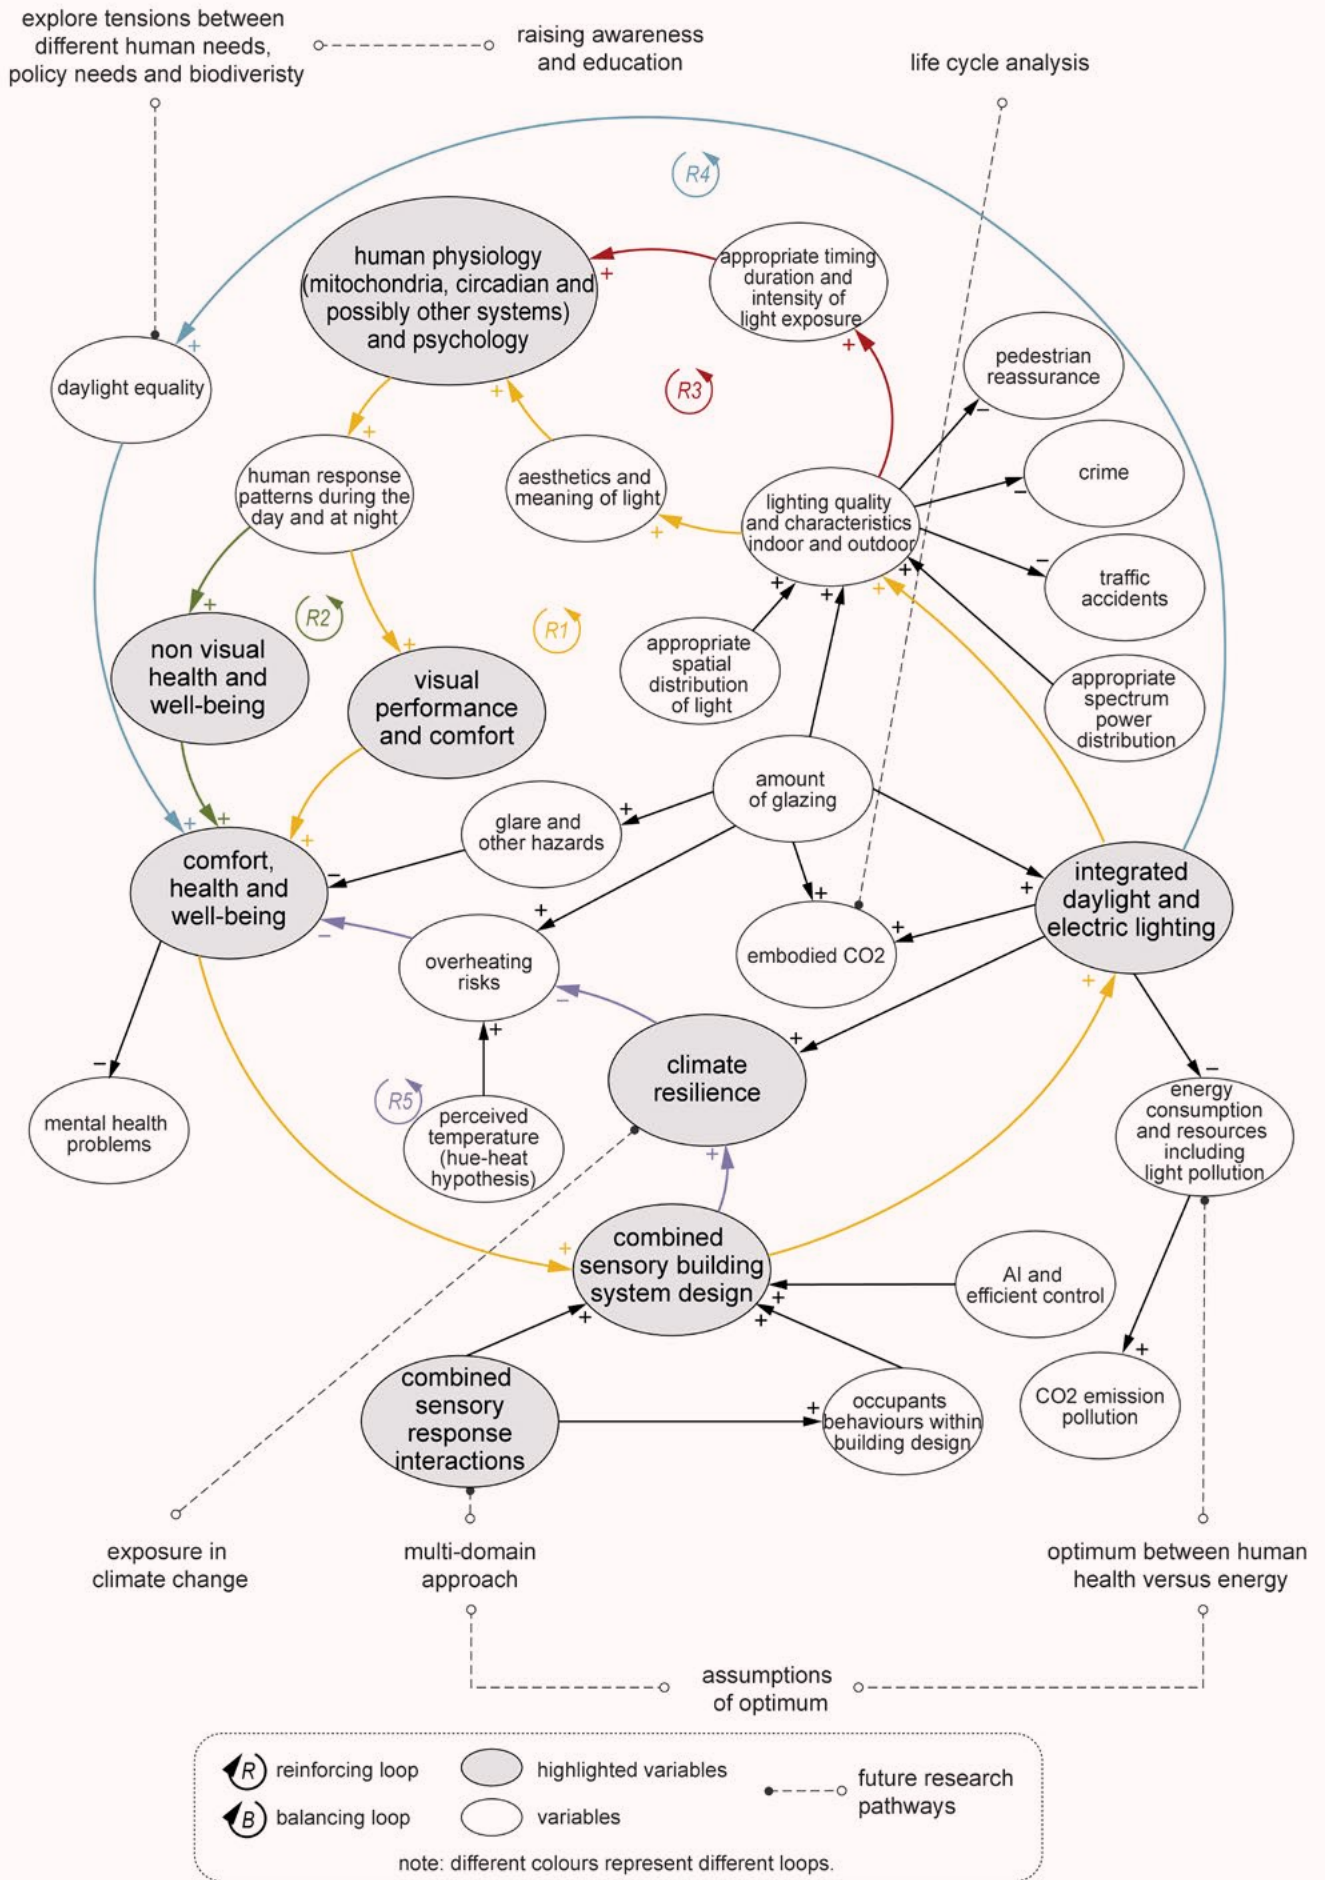 explore tensions between
different human needs,
policy needs and biodiveristy
raising awareness
and education
life cycle analysis
R4
human physiology
(mitochondria, circadian and
possibly other systems)
and psychology
+
appropriate timing
duration and
intensity of
light exposure
+
pedestrian
reassurance
–
daylight equality
+
R3
human response
patterns during the
day and at night
+
aesthetics and
meaning of light
+
+
lighting quality
and characteristics
indoor and outdoor
crime
–
traffic
accidents
–
+
+
+
+
R2
R1
+
non visual
health and
well-being
+
visual
performance
and comfort
appropriate
spatial
distribution
of light
appropriate
spectrum
power
distribution
amount
of glazing
glare and
other hazards
+
+
+
+
comfort,
health and
well-being
–
–
integrated
daylight and
electric lighting
+
+
+
+
embodied CO2
+
overheating
risks
–
+
climate
resilience
+
+
–
energy
consumption
and resources
including
light pollution
–
mental health
problems
R5
perceived
temperature
(hue-heat
hypothesis)
+
+
combined
sensory building
system design
+
+
+
AI and
efficient control
combined
sensory
response
interactions
+
occupants
behaviours within
building design
+
CO2 emission
pollution
exposure in
climate change
multi-domain
approach
optimum between human
health versus energy
assumptions
of optimum
R reinforcing loop
highlighted variables
future research
pathways
B balancing loop
variables
note: different colours represent different loops.